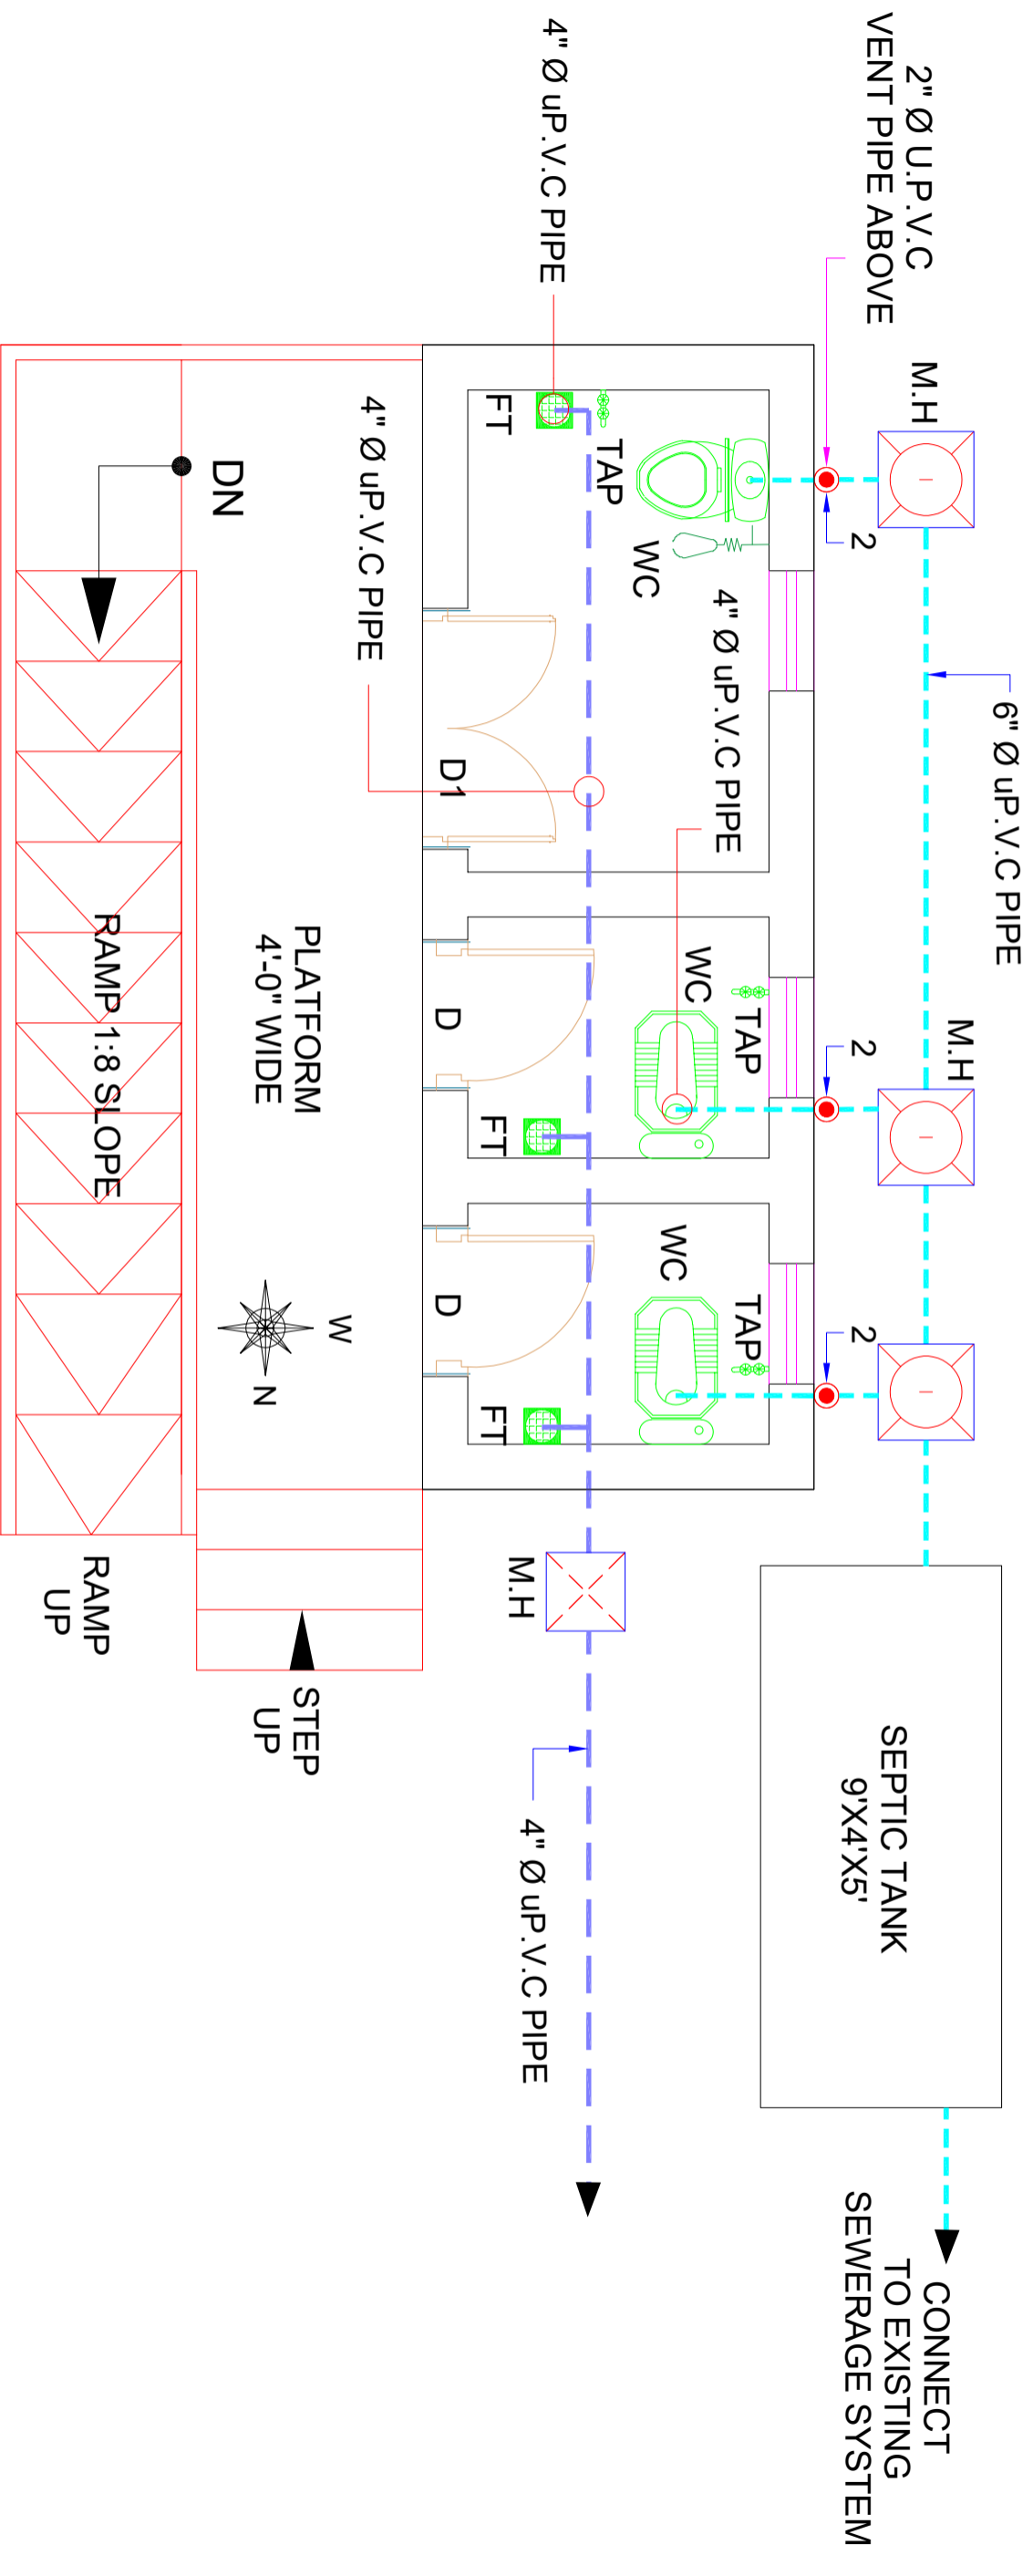 2" Ø U.P.V.C
VENT PIPE ABOVE
M.H
2
6" Ø uP.V.C PIPE
M.H
2
2
4" Ø uP.V.C PIPE
FT
TAP
WC
4" Ø uP.V.C PIPE
WC
TAP
WC
TAP
4" Ø uP.V.C PIPE
D1
D
FT
D
FT
M.H
4" Ø uP.V.C PIPE
SEPTIC TANK
9'X4'X5'
CONNECT
TO EXISTING
SEWERAGE SYSTEM
DN
PLATFORM
4'-0" WIDE
W
N
STEP
UP
RAMP 1:8 SLOPE
RAMP
UP